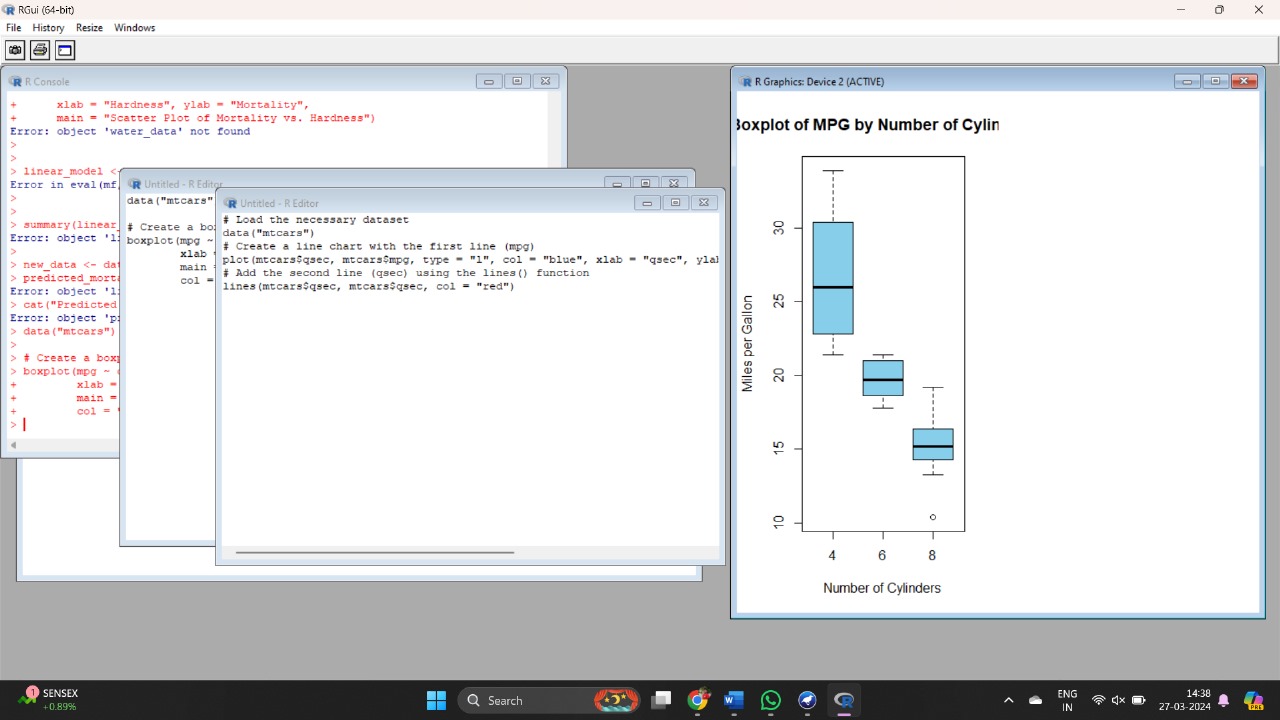 RGui (64-bit)
File History Resize Windows
R Console
+ xlab = "Hardness", ylab = "Mortality",
+ main = "Scatter Plot of Mortality vs. Hardness")
Error: object 'water_data' not found
>
>
> linear_model <-
Error in eval(mf,
>
>
> summary(linear_
Error: object 'li
>
> new_data <- dat
> predicted_morta
Error: object 'li
> cat("Predicted
Error: object 'pr
> data("mtcars")
>
> # Create a boxp
> boxplot(mpg ~ c
+ xlab =
+ main =
+ col = "
>
Untitled - R Editor
data("mtcars"
# Create a box
boxplot(mpg ~
xlab =
main =
col =
Untitled - R Editor
# Load the necessary dataset
data("mtcars")
# Create a line chart with the first line (mpg)
plot(mtcars$qsec, mtcars$mpg, type = "l", col = "blue", xlab = "qsec", ylab
# Add the second line (qsec) using the lines() function
lines(mtcars$qsec, mtcars$qsec, col = "red")
R Graphics: Device 2 (ACTIVE)
Boxplot of MPG by Number of Cylin
Miles per Gallon
30
25
20
15
10
4 6 8
Number of Cylinders
1
SENSEX
+0.89%
Search
ENG
IN
14:38
27-03-2024